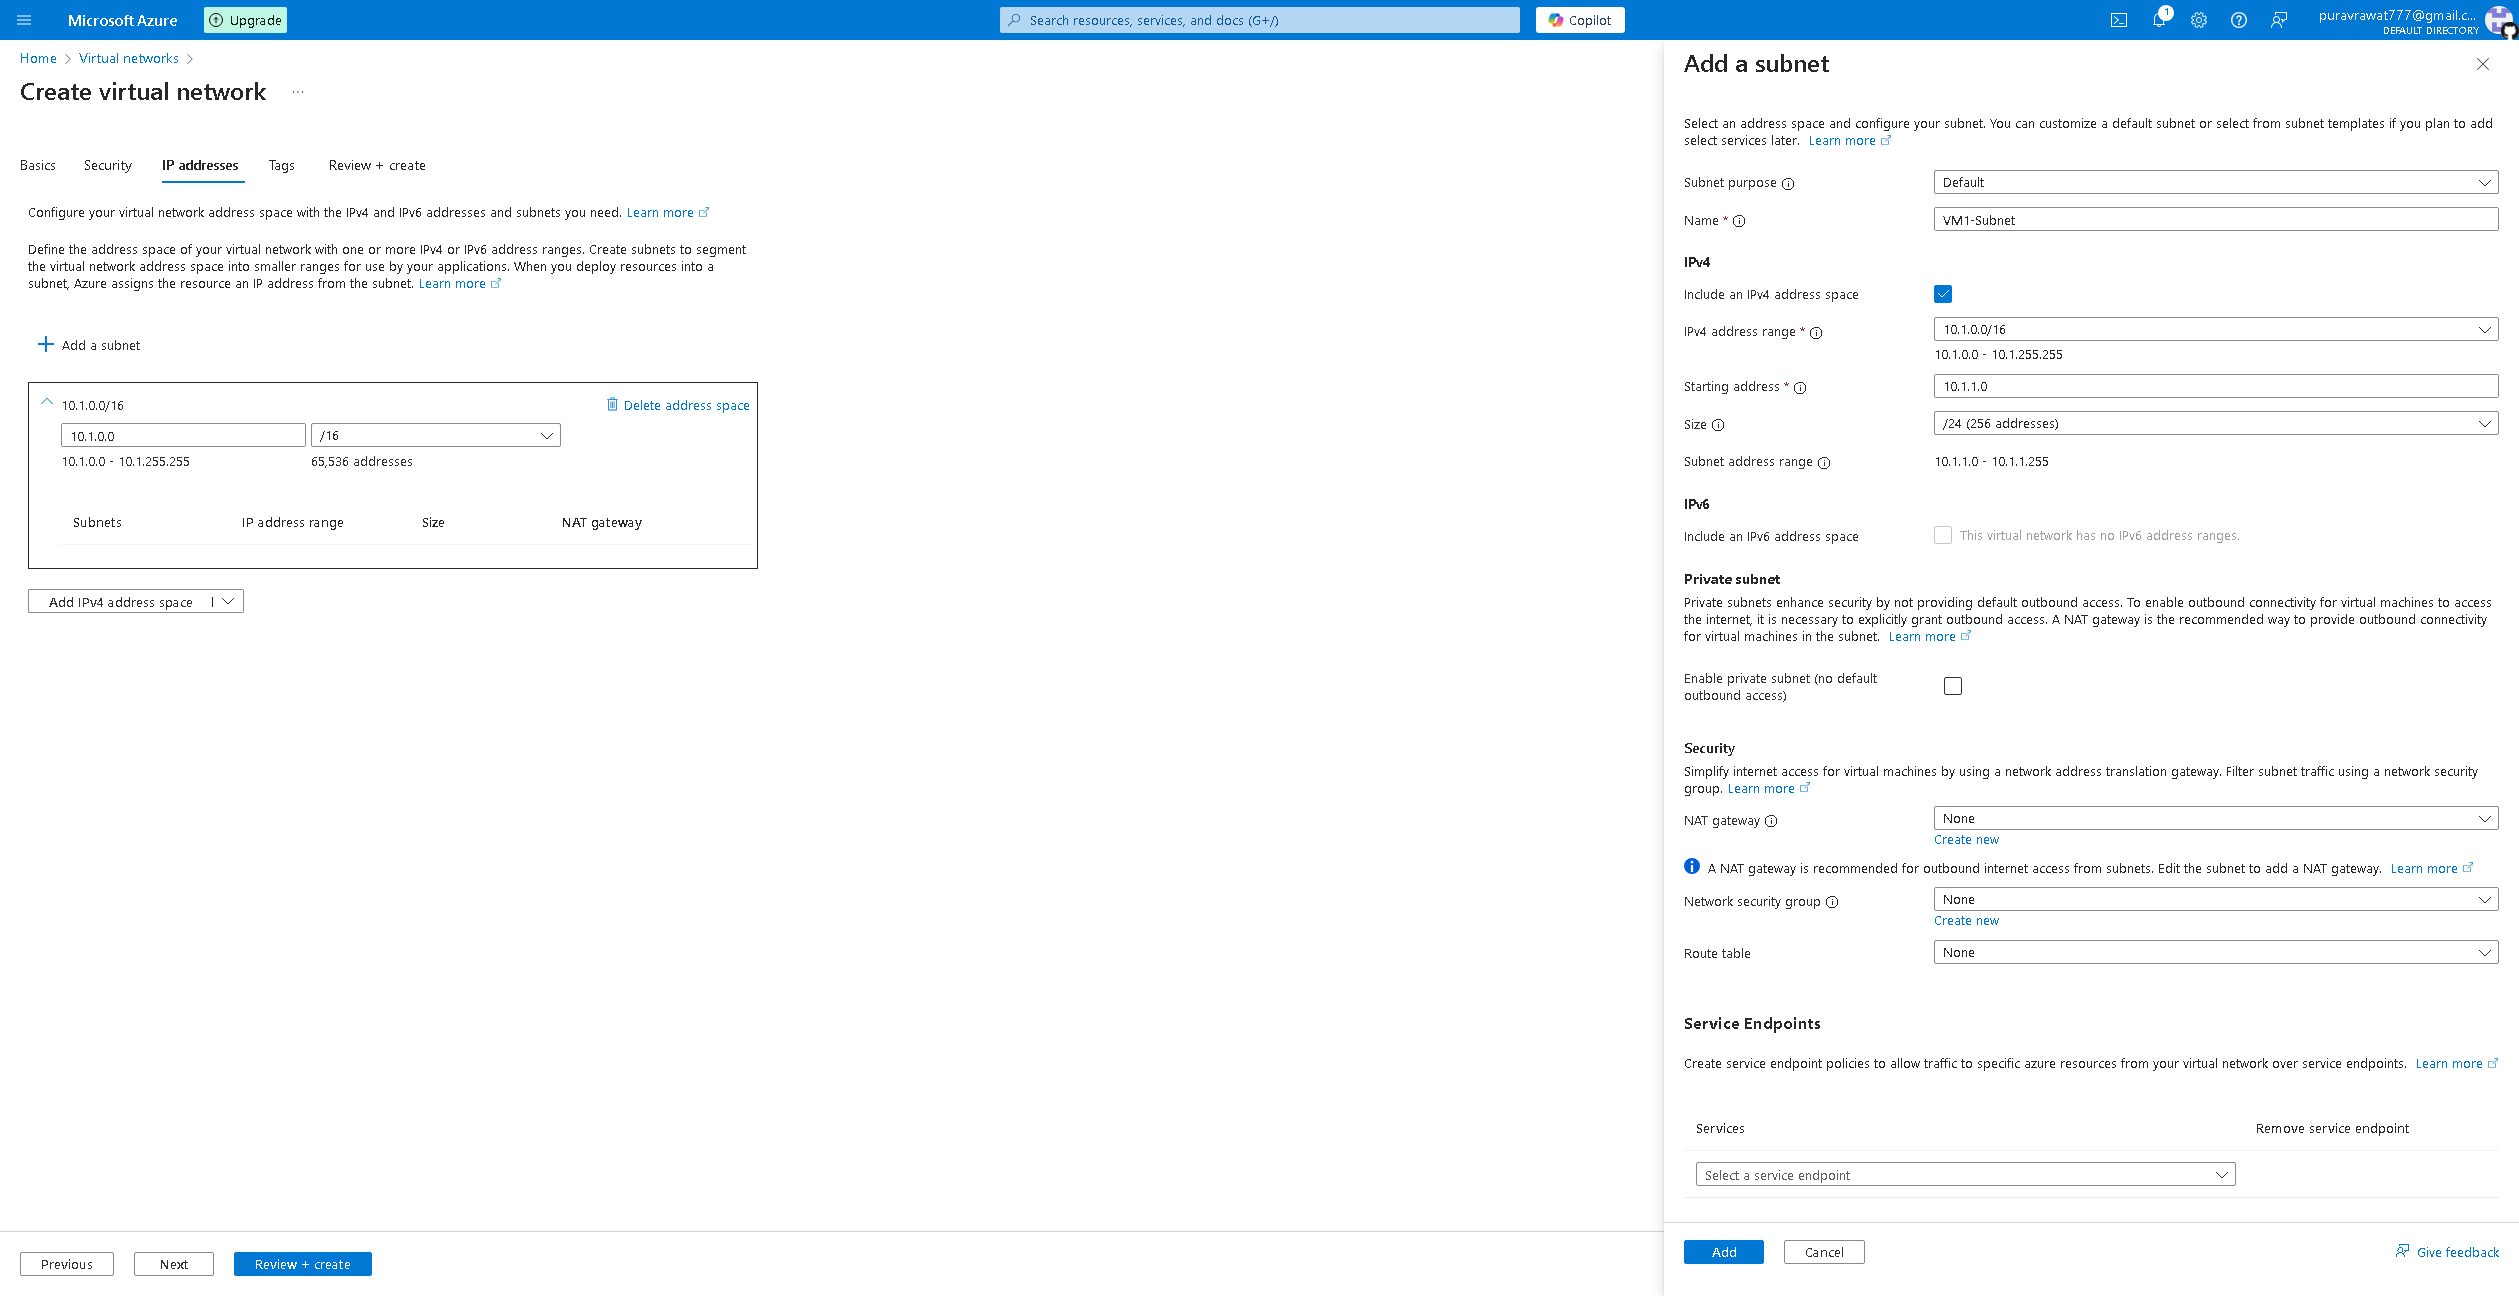 Microsoft Azure
Upgrade
Search resources, services, and docs (G+/)
Copilot
1
puravrawat777@gmail.c...
DEFAULT DIRECTORY
Home > Virtual networks >
Create virtual network ...
Basics Security IP addresses Tags Review + create
Configure your virtual network address space with the IPv4 and IPv6 addresses and subnets you need. Learn more
Define the address space of your virtual network with one or more IPv4 or IPv6 address ranges. Create subnets to segment
the virtual network address space into smaller ranges for use by your applications. When you deploy resources into a
subnet, Azure assigns the resource an IP address from the subnet. Learn more
+ Add a subnet
10.1.0.0/16 Delete address space
10.1.0.0 /16
10.1.0.0 - 10.1.255.255 65,536 addresses
Subnets IP address range Size NAT gateway
Add IPv4 address space |
Previous Next Review + create
Add a subnet
Select an address space and configure your subnet. You can customize a default subnet or select from subnet templates if you plan to add
select services later. Learn more
Subnet purpose Default
Name * VM1-Subnet
IPv4
Include an IPv4 address space
IPv4 address range * 10.1.0.0/16
10.1.0.0 - 10.1.255.255
Starting address * 10.1.1.0
Size /24 (256 addresses)
Subnet address range 10.1.1.0 - 10.1.1.255
IPv6
Include an IPv6 address space This virtual network has no IPv6 address ranges.
Private subnet
Private subnets enhance security by not providing default outbound access. To enable outbound connectivity for virtual machines to access
the internet, it is necessary to explicitly grant outbound access. A NAT gateway is the recommended way to provide outbound connectivity
for virtual machines in the subnet. Learn more
Enable private subnet (no default
outbound access)
Security
Simplify internet access for virtual machines by using a network address translation gateway. Filter subnet traffic using a network security
group. Learn more
NAT gateway None
Create new
A NAT gateway is recommended for outbound internet access from subnets. Edit the subnet to add a NAT gateway. Learn more
Network security group None
Create new
Route table None
Service Endpoints
Create service endpoint policies to allow traffic to specific azure resources from your virtual network over service endpoints. Learn more
Services Remove service endpoint
Select a service endpoint
Add Cancel Give feedback